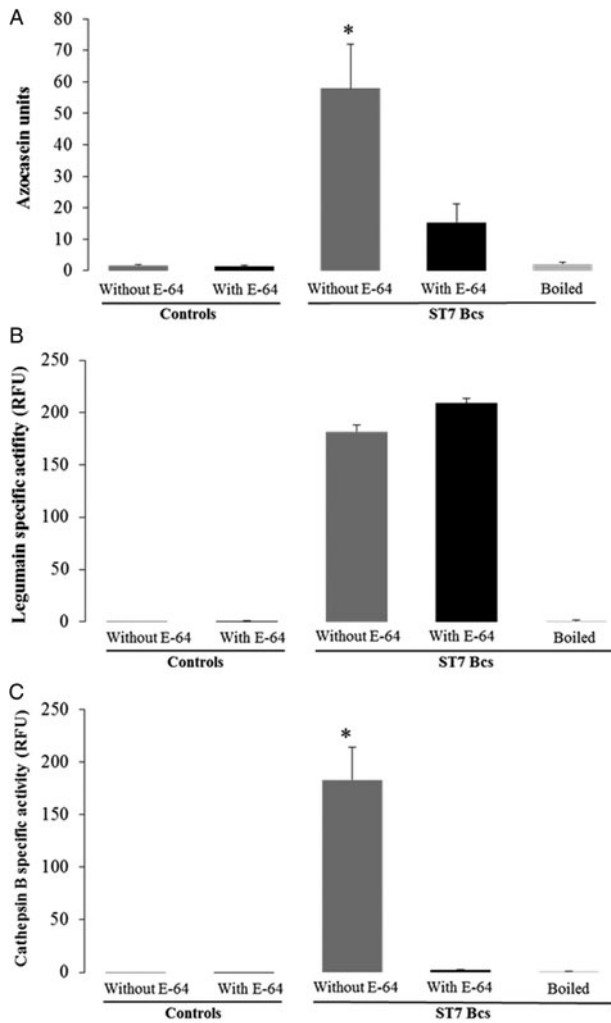 A
80
70
60
50
40
30
20
10
0
Azocascin units
*
Without E-64 With E-64 Without E-64 With E-64 Boiled
Controls ST7 Bcs
B
250
200
150
100
50
0
Legumain specific actifity (RFU)
Without E-64 With E-64 Without E-64 With E-64 Boiled
Controls ST7 Bcs
C
250
200
150
100
50
0
Cathepsin B specific activity (RFU)
*
Without E-64 With E-64 Without E-64 With E-64 Boiled
Controls ST7 Bcs